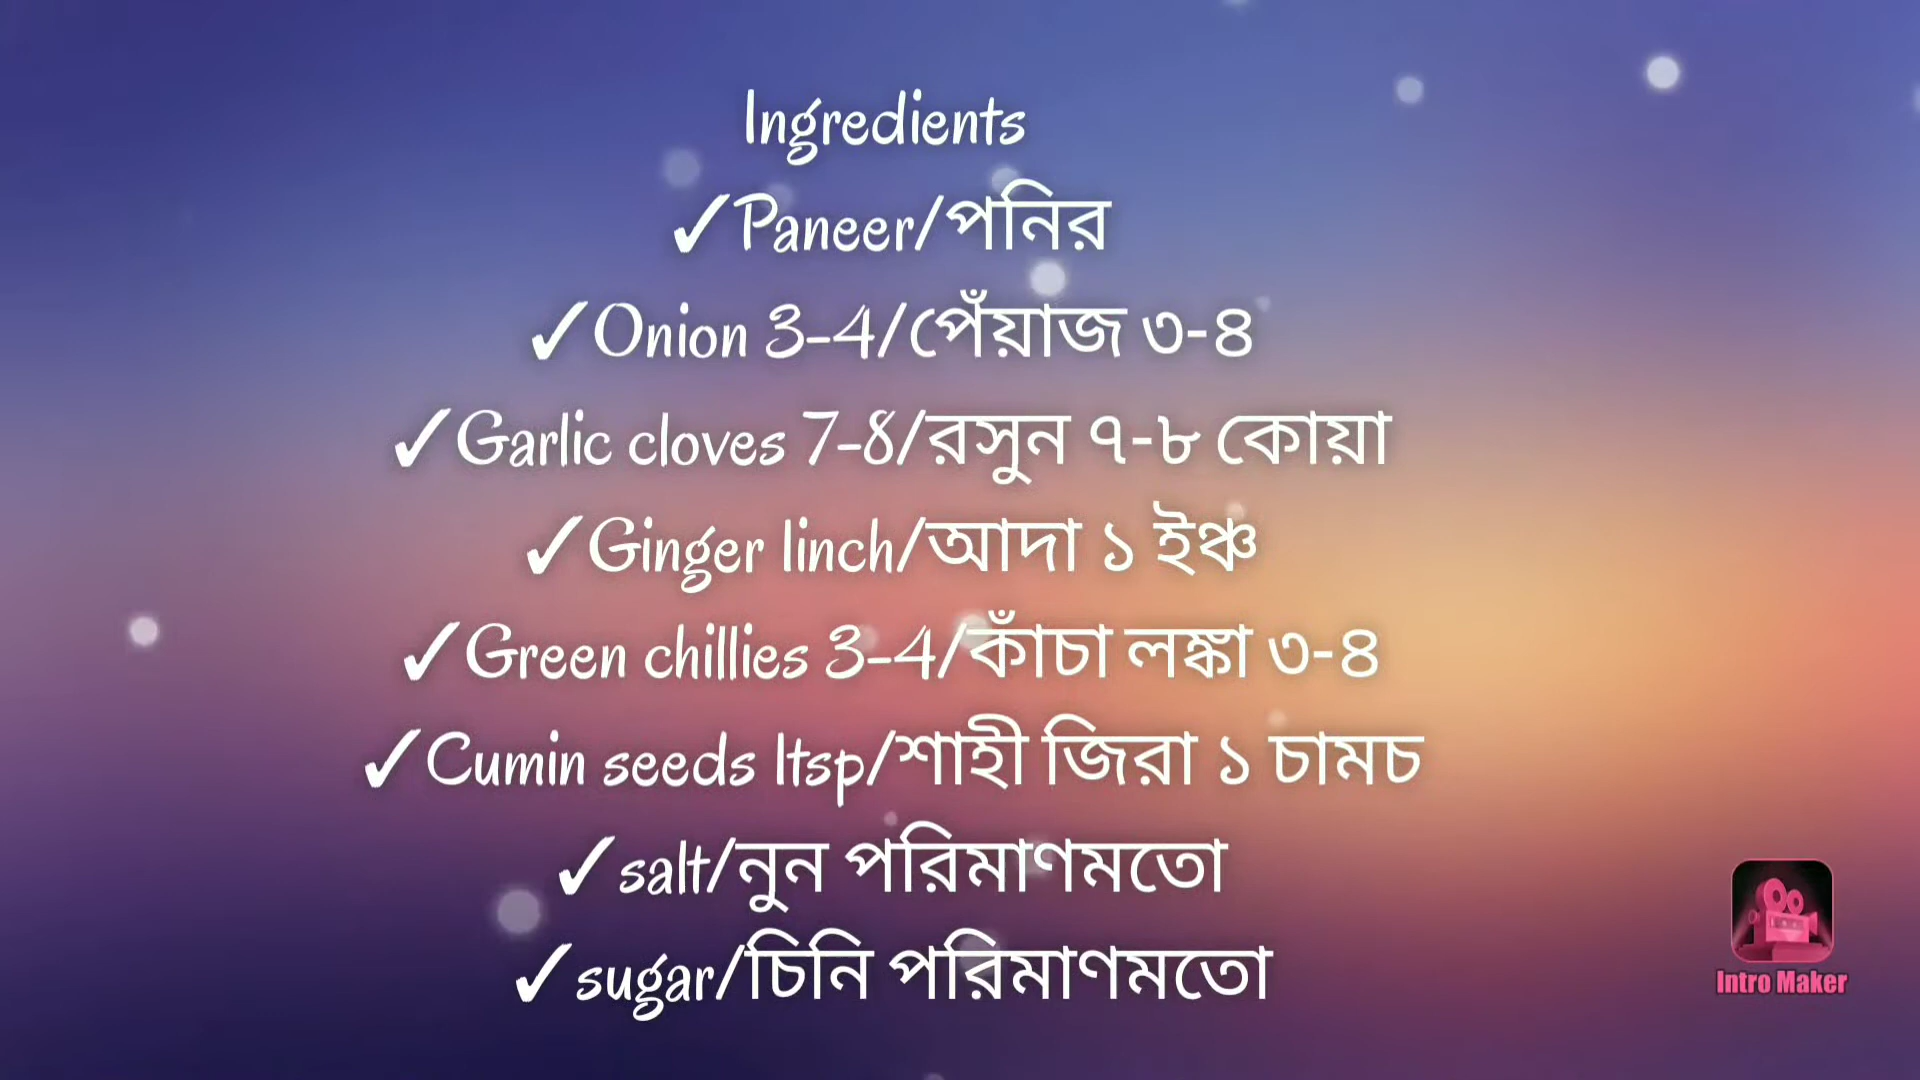 Ingredients
✓Paneer/পনির
✓Onion 3-4/পেঁয়াজ ৩-৪
✓Garlic cloves 7-8/রসুন ৭-৮ কোয়া
✓Ginger 1inch/আদা ১ ইঞ্চ
✓Green chillies 3-4/কাঁচা লঙ্কা ৩-৪
✓Cumin seeds 1tsp/শাহী জিরা ১ চামচ
✓salt/নুন পরিমাণমতো
✓sugar/চিনি পরিমাণমতো
Intro Maker